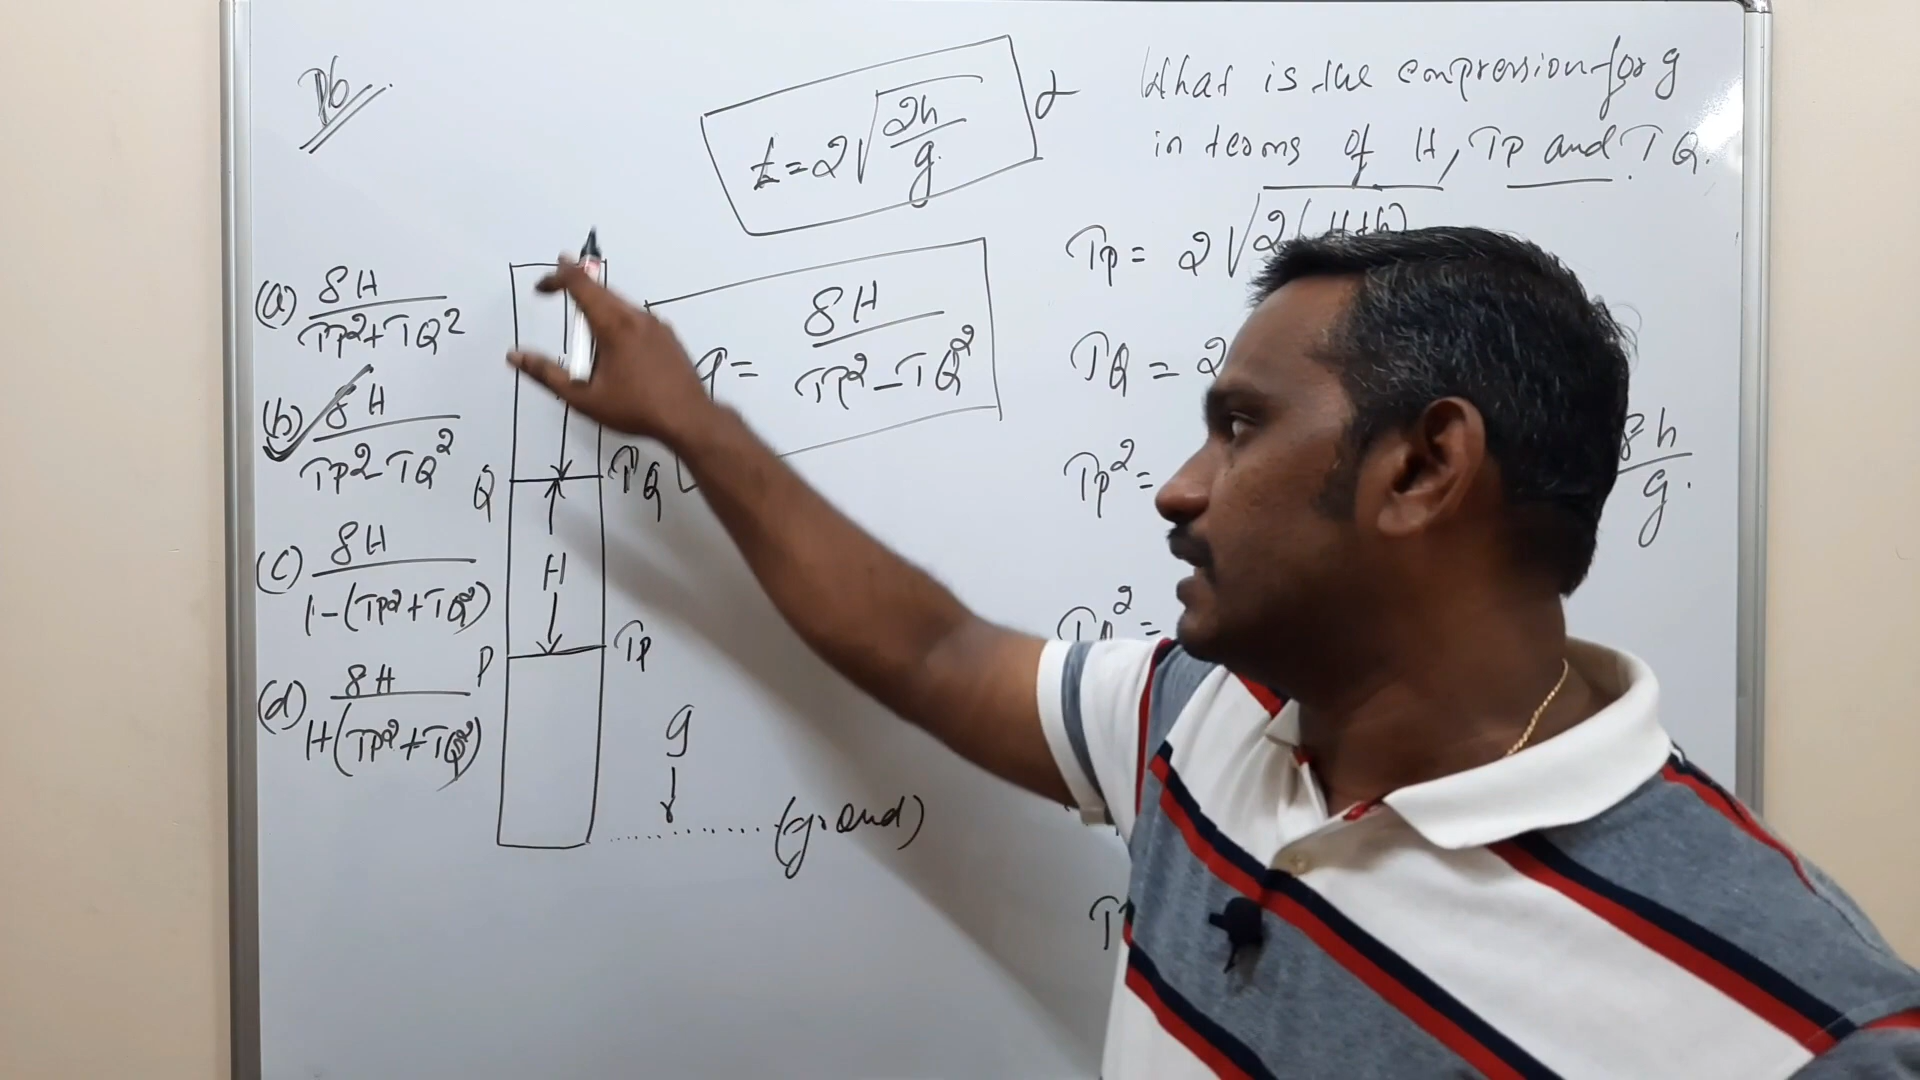 P6
t = 2√(2h/g)
What is the expression for g
in terms of H, Tp and TQ.
(a) 8H/(TP²+TQ²)
(b) 8H/(TP²-TQ²)
(c) 8H/(1-(TP²+TQ²))
(d) 8H/(H+(TP²+TQ²))
g = 8H/(TP²-TQ²)
Q
TQ
H
P
Tp
g
(ground)
Tp = 2√2(H+h)
TQ = 2
Tp² =
8h/g.
TQ² =
T